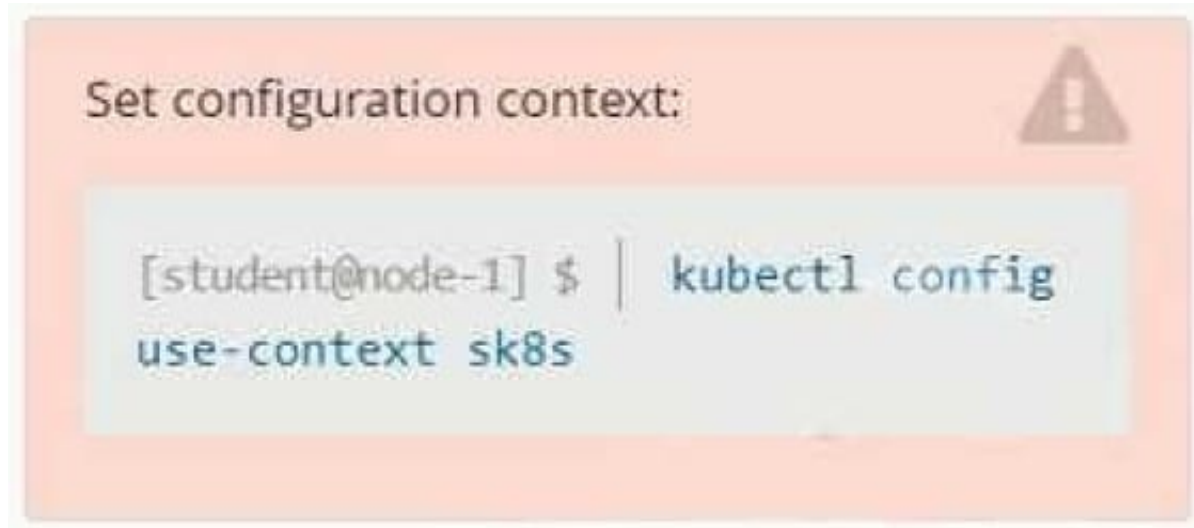 Set configuration context:
[student@node-1] $ | kubectl config
use-context sk8s